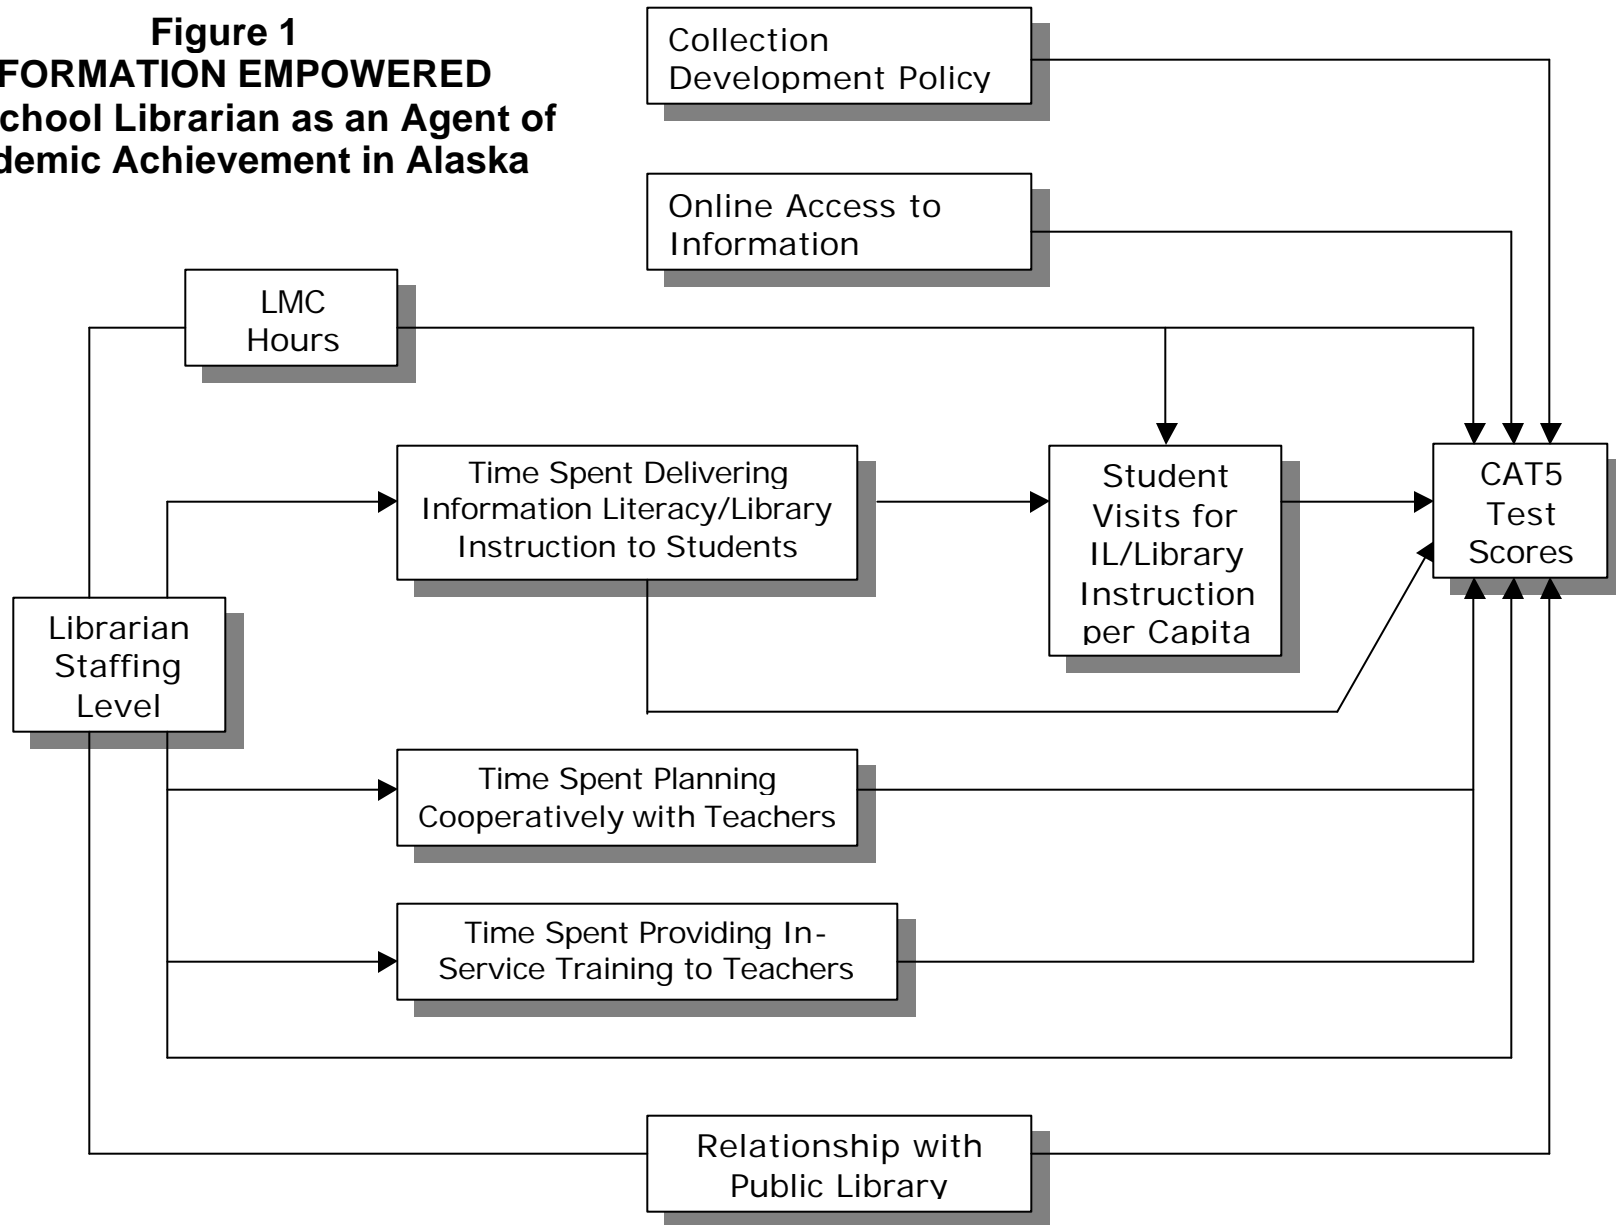 Figure 1
FORMATION EMPOWERED
chool Librarian as an Agent of
demic Achievement in Alaska
Collection
Development Policy
Online Access to
Information
LMC
Hours
Time Spent Delivering
Information Literacy/Library
Instruction to Students
Student
Visits for
IL/Library
Instruction
per Capita
CAT5
Test
Scores
Librarian
Staffing
Level
Time Spent Planning
Cooperatively with Teachers
Time Spent Providing In-
Service Training to Teachers
Relationship with
Public Library